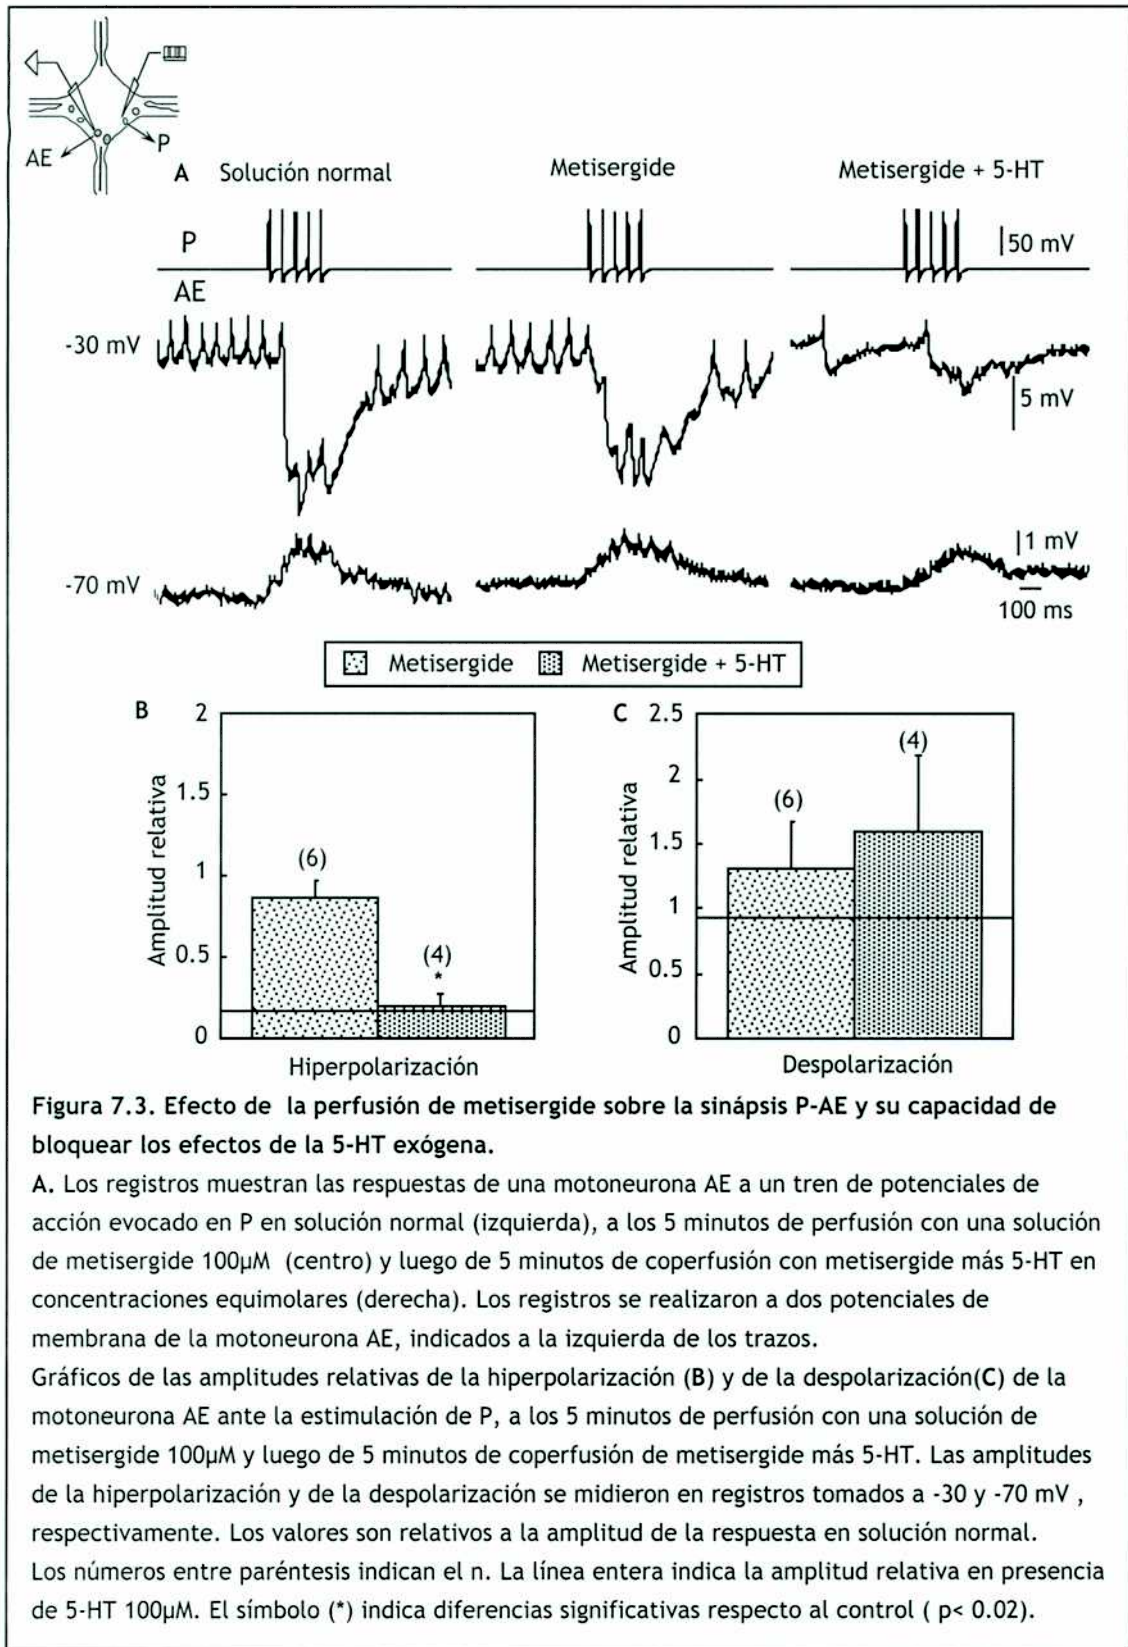 AE
P
A Solución normal
Metisergide
Metisergide + 5-HT
P
50 mV
AE
-30 mV
5 mV
-70 mV
1 mV
100 ms
Metisergide
Metisergide + 5-HT
B
2
1.5
1
0.5
0
Amplitud relativa
(6)
(4)
*
Hiperpolarización
C
2.5
2
1.5
1
0.5
0
Amplitud relativa
(6)
(4)
Despolarización
Figura 7.3. Efecto de la perfusión de metisergide sobre la sinápsis P-AE y su capacidad de
bloquear los efectos de la 5-HT exógena.
A. Los registros muestran las respuestas de una motoneurona AE a un tren de potenciales de
acción evocado en P en solución normal (izquierda), a los 5 minutos de perfusión con una solución
de metisergide 100µM (centro) y luego de 5 minutos de coperfusión con metisergide más 5-HT en
concentraciones equimolares (derecha). Los registros se realizaron a dos potenciales de
membrana de la motoneurona AE, indicados a la izquierda de los trazos.
Gráficos de las amplitudes relativas de la hiperpolarización (B) y de la despolarización(C) de la
motoneurona AE ante la estimulación de P, a los 5 minutos de perfusión con una solución de
metisergide 100µM y luego de 5 minutos de coperfusión de metisergide más 5-HT. Las amplitudes
de la hiperpolarización y de la despolarización se midieron en registros tomados a -30 y -70 mV ,
respectivamente. Los valores son relativos a la amplitud de la respuesta en solución normal.
Los números entre paréntesis indican el n. La línea entera indica la amplitud relativa en presencia
de 5-HT 100µM. El símbolo (*) indica diferencias significativas respecto al control ( p< 0.02).